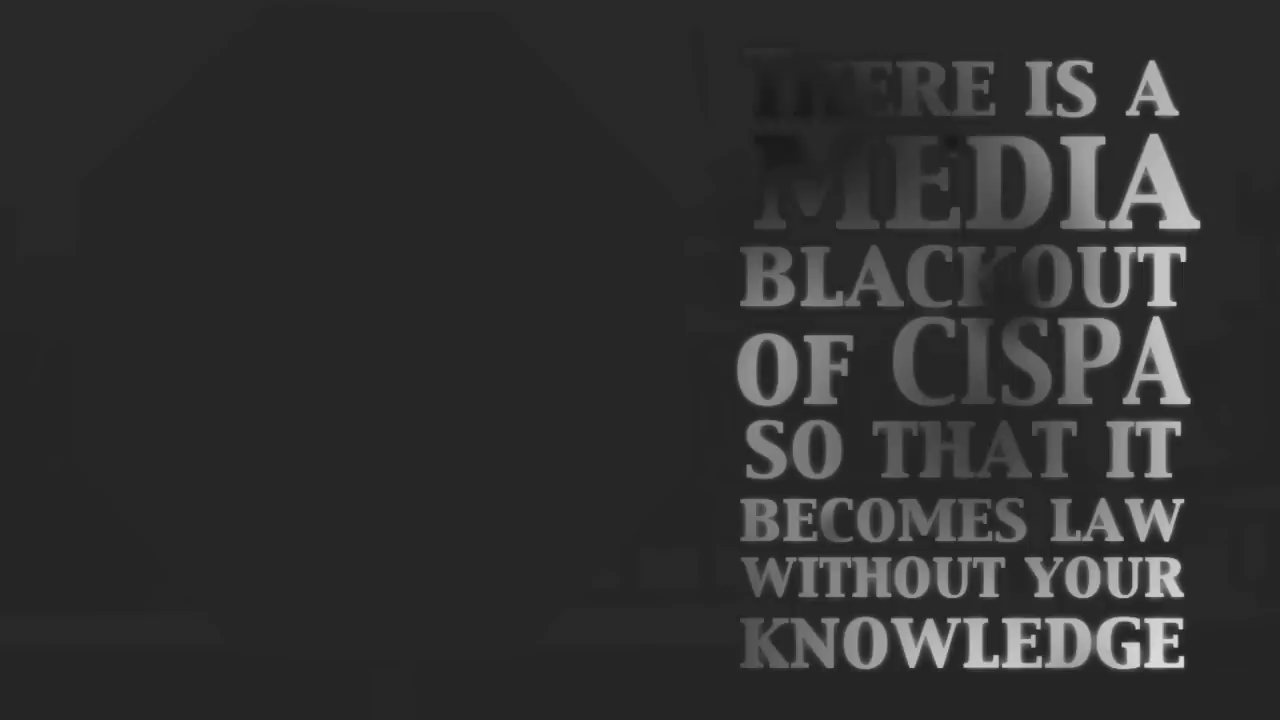 THERE IS A
MEDIA
BLACKOUT
OF CISPA
SO THAT IT
BECOMES LAW
WITHOUT YOUR
KNOWLEDGE